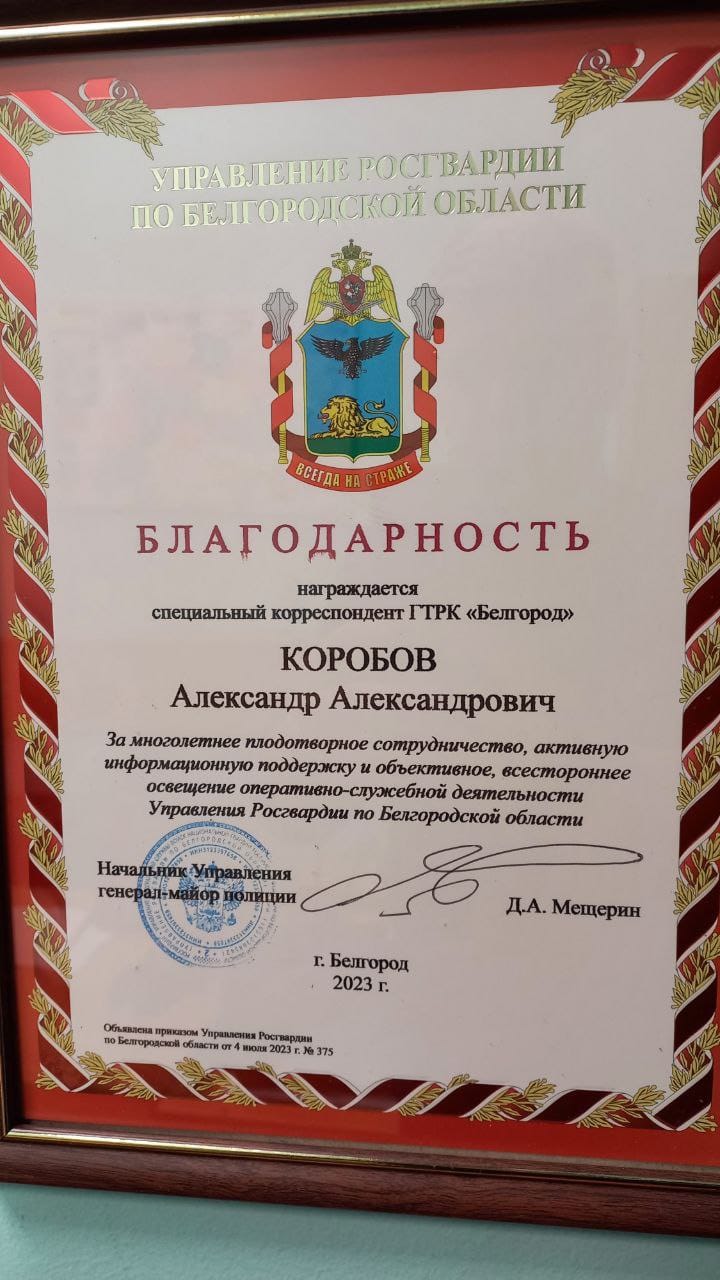 УПРАВЛЕНИЕ РОСГВАРДИИ
ПО БЕЛГОРОДСКОЙ ОБЛАСТИ
ВСЕГДА НА СТРАЖЕ
БЛАГОДАРНОСТЬ
награждается
специальный корреспондент ГТРК «Белгород»
КОРОБОВ
Александр Александрович
За многолетнее плодотворное сотрудничество, активную
информационную поддержку и объективное, всестороннее
освещение оперативно-служебной деятельности
Управления Росгвардии по Белгородской области
Начальник Управления
генерал-майор полиции
Д.А. Мещерин
г. Белгород
2023 г.
Объявлена приказом Управления Росгвардии
по Белгородской области от 4 июля 2023 г. № 375